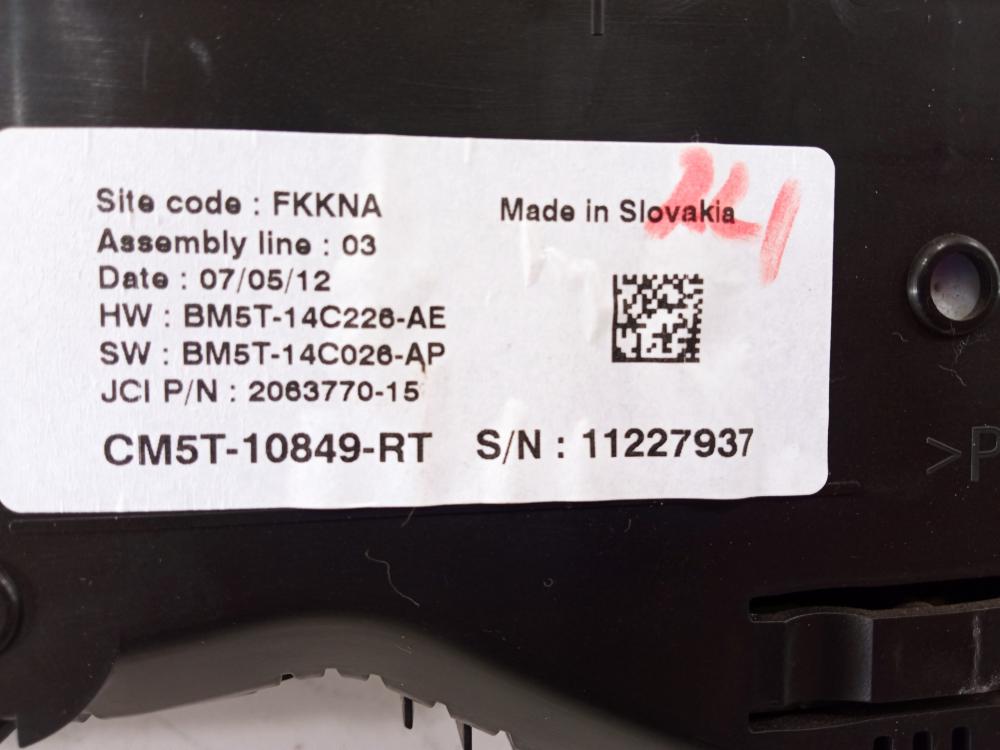 Site code : FKKNA
Made in Slovakia
Assembly line : 03
Date : 07/05/12
HW : BM5T-14C226-AE
SW : BM5T-14C026-AP
JCI P/N : 2063770-15
CM5T-10849-RT S/N : 11227937
>P